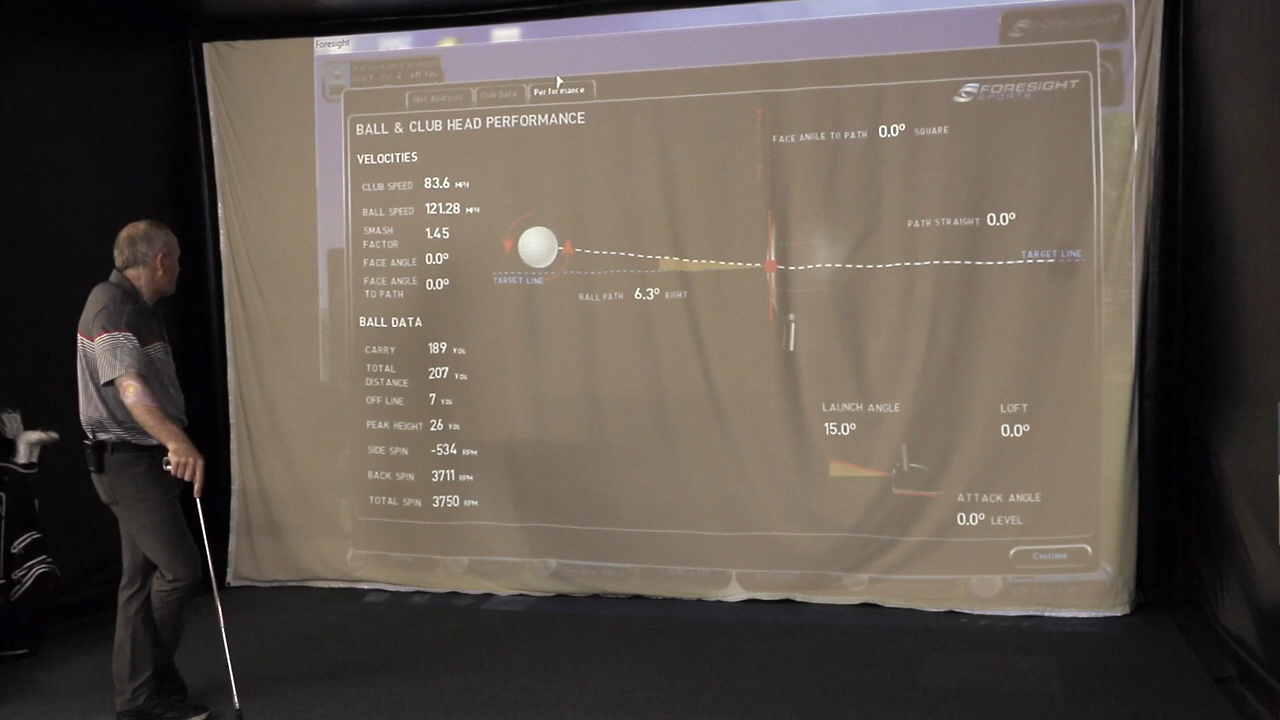 Foresight
Shot Analysis Club Data Performance
FORESIGHT
FORESIGHT
SPORTS
BALL & CLUB HEAD PERFORMANCE
FACE ANGLE TO PATH 0.0° SQUARE
VELOCITIES
CLUB SPEED 83.6 MPH
BALL SPEED 121.28 MPH
PATH STRAIGHT 0.0°
SMASH FACTOR 1.45
FACE ANGLE 0.0°
TARGET LINE
FACE ANGLE TO PATH 0.0°
TARGET LINE
BALL PATH 6.3° RIGHT
BALL DATA
CARRY 189 YDS
TOTAL DISTANCE 207 YDS
OFF LINE 7 YDS
PEAK HEIGHT 26 YDS
SIDE SPIN -534 RPM
BACK SPIN 3711 RPM
TOTAL SPIN 3750 RPM
LAUNCH ANGLE
15.0°
LOFT
0.0°
ATTACK ANGLE
0.0° LEVEL
Continue